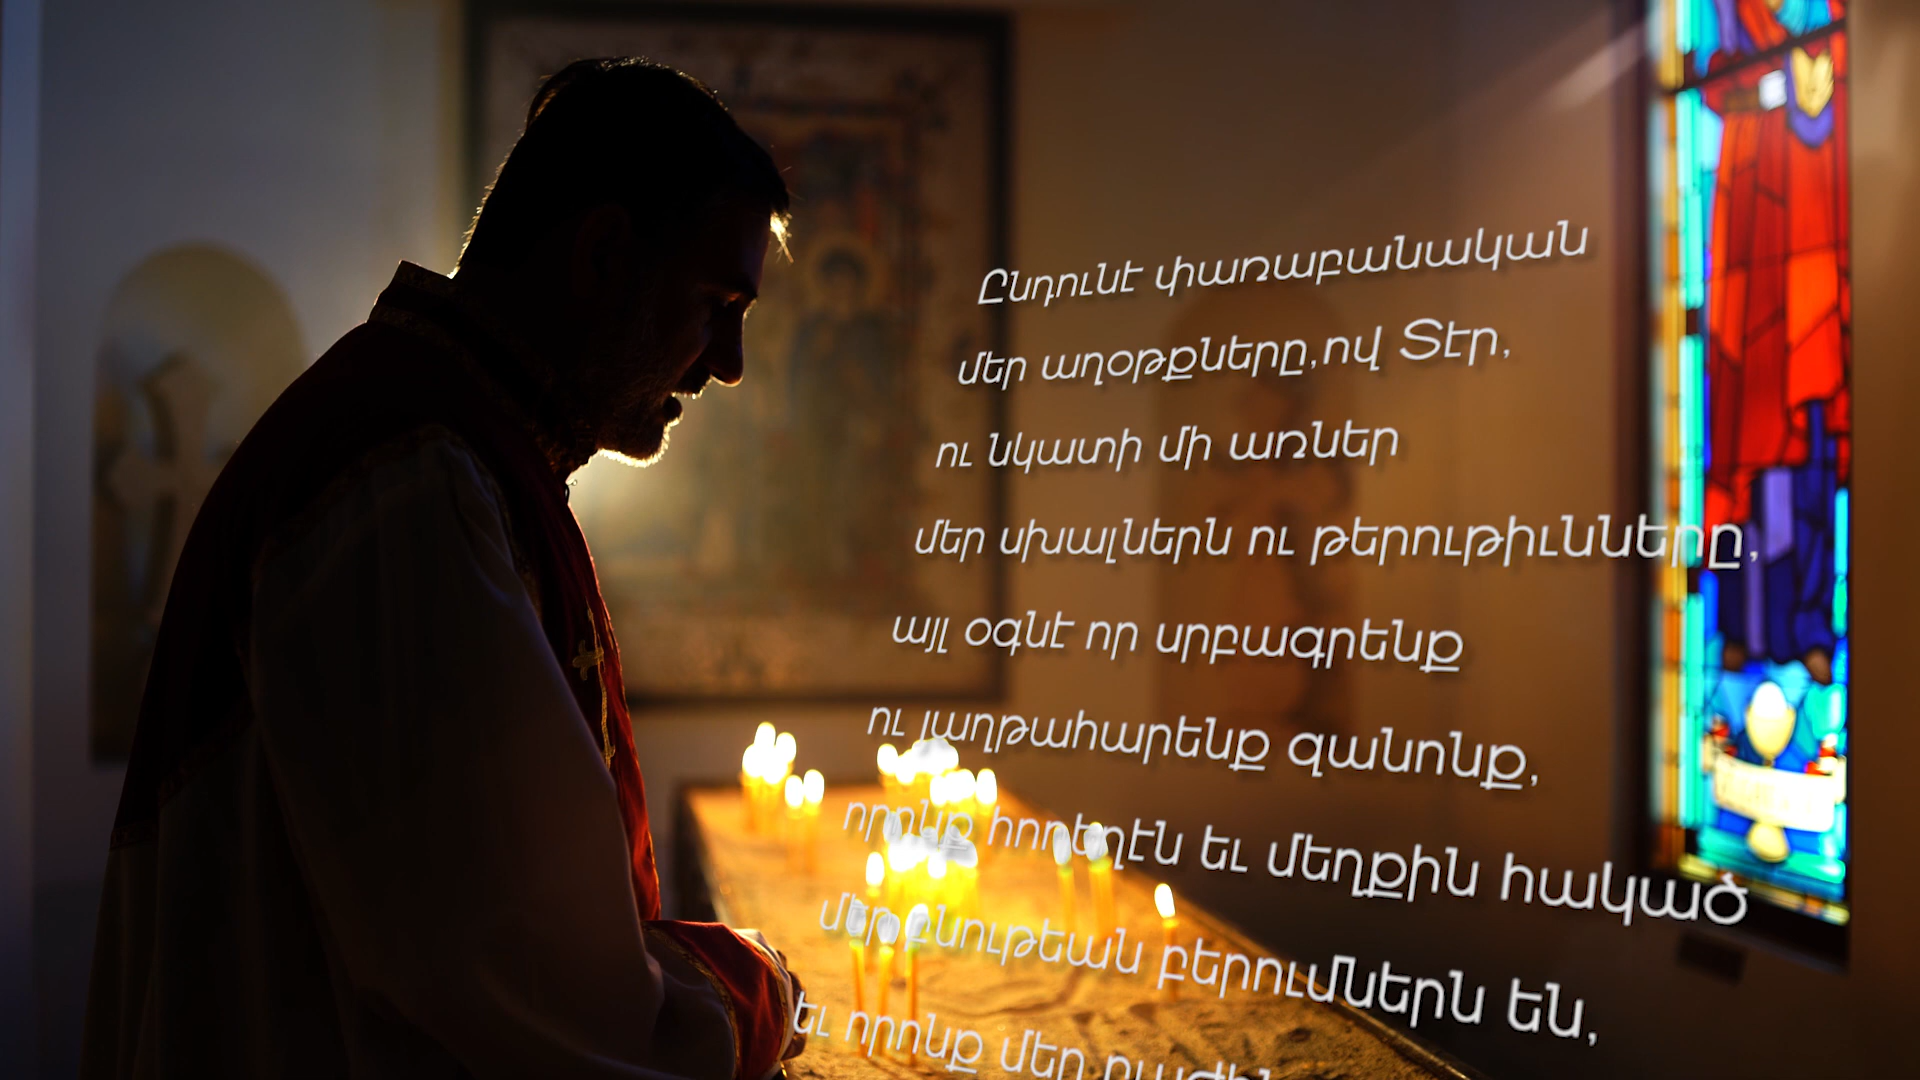 Ընդունէ փառաբանական
մեր աղօթքները,ով Տէր,
ու նկատի մի առներ
մեր սխալներն ու թերութիւնները,
այլ օգնէ որ սրբագրենք
ու յաղթահարենք զանոնք,
որոնք հողեղէն եւ մեղքին հակած
մեր բնութեան բերումներն են,
եւ որոնք մեր